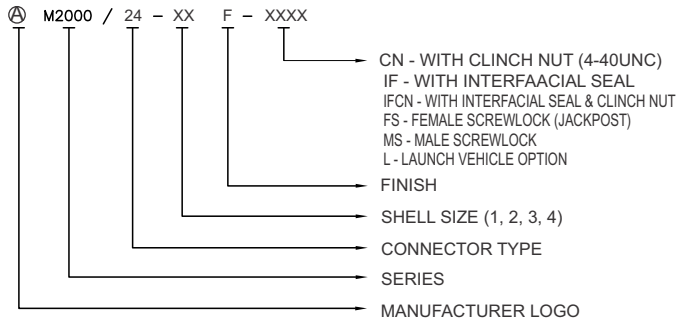 Ⓐ M2000 / 24 - XX F - XXXX
CN - WITH CLINCH NUT (4-40UNC)
IF - WITH INTERFAACIAL SEAL
IFCN - WITH INTERFACIAL SEAL & CLINCH NUT
FS - FEMALE SCREWLOCK (JACKPOST)
MS - MALE SCREWLOCK
L - LAUNCH VEHICLE OPTION
FINISH
SHELL SIZE (1, 2, 3, 4)
CONNECTOR TYPE
SERIES
MANUFACTURER LOGO